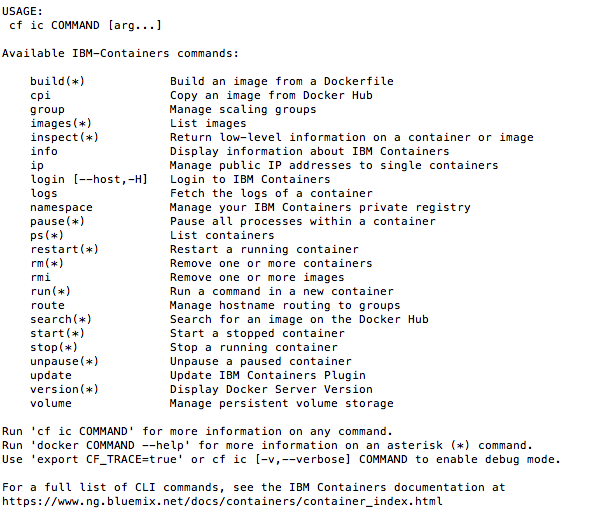 USAGE:
cf ic COMMAND [arg...]
Available IBM-Containers commands:
build(*) Build an image from a Dockerfile
cpi Copy an image from Docker Hub
group Manage scaling groups
images(*) List images
inspect(*) Return low-level information on a container or image
info Display information about IBM Containers
ip Manage public IP addresses to single containers
login [--host,-H] Login to IBM Containers
logs Fetch the logs of a container
namespace Manage your IBM Containers private registry
pause(*) Pause all processes within a container
ps(*) List containers
restart(*) Restart a running container
rm(*) Remove one or more containers
rmi Remove one or more images
run(*) Run a command in a new container
route Manage hostname routing to groups
search(*) Search for an image on the Docker Hub
start(*) Start a stopped container
stop(*) Stop a running container
unpause(*) Unpause a paused container
update Update IBM Containers Plugin
version(*) Display Docker Server Version
volume Manage persistent volume storage
Run 'cf ic COMMAND' for more information on any command.
Run 'docker COMMAND --help' for more information on an asterisk (*) command.
Use 'export CF_TRACE=true' or cf ic [-v,--verbose] COMMAND to enable debug mode.
For a full list of CLI commands, see the IBM Containers documentation at
https://www.ng.bluemix.net/docs/containers/container_index.html